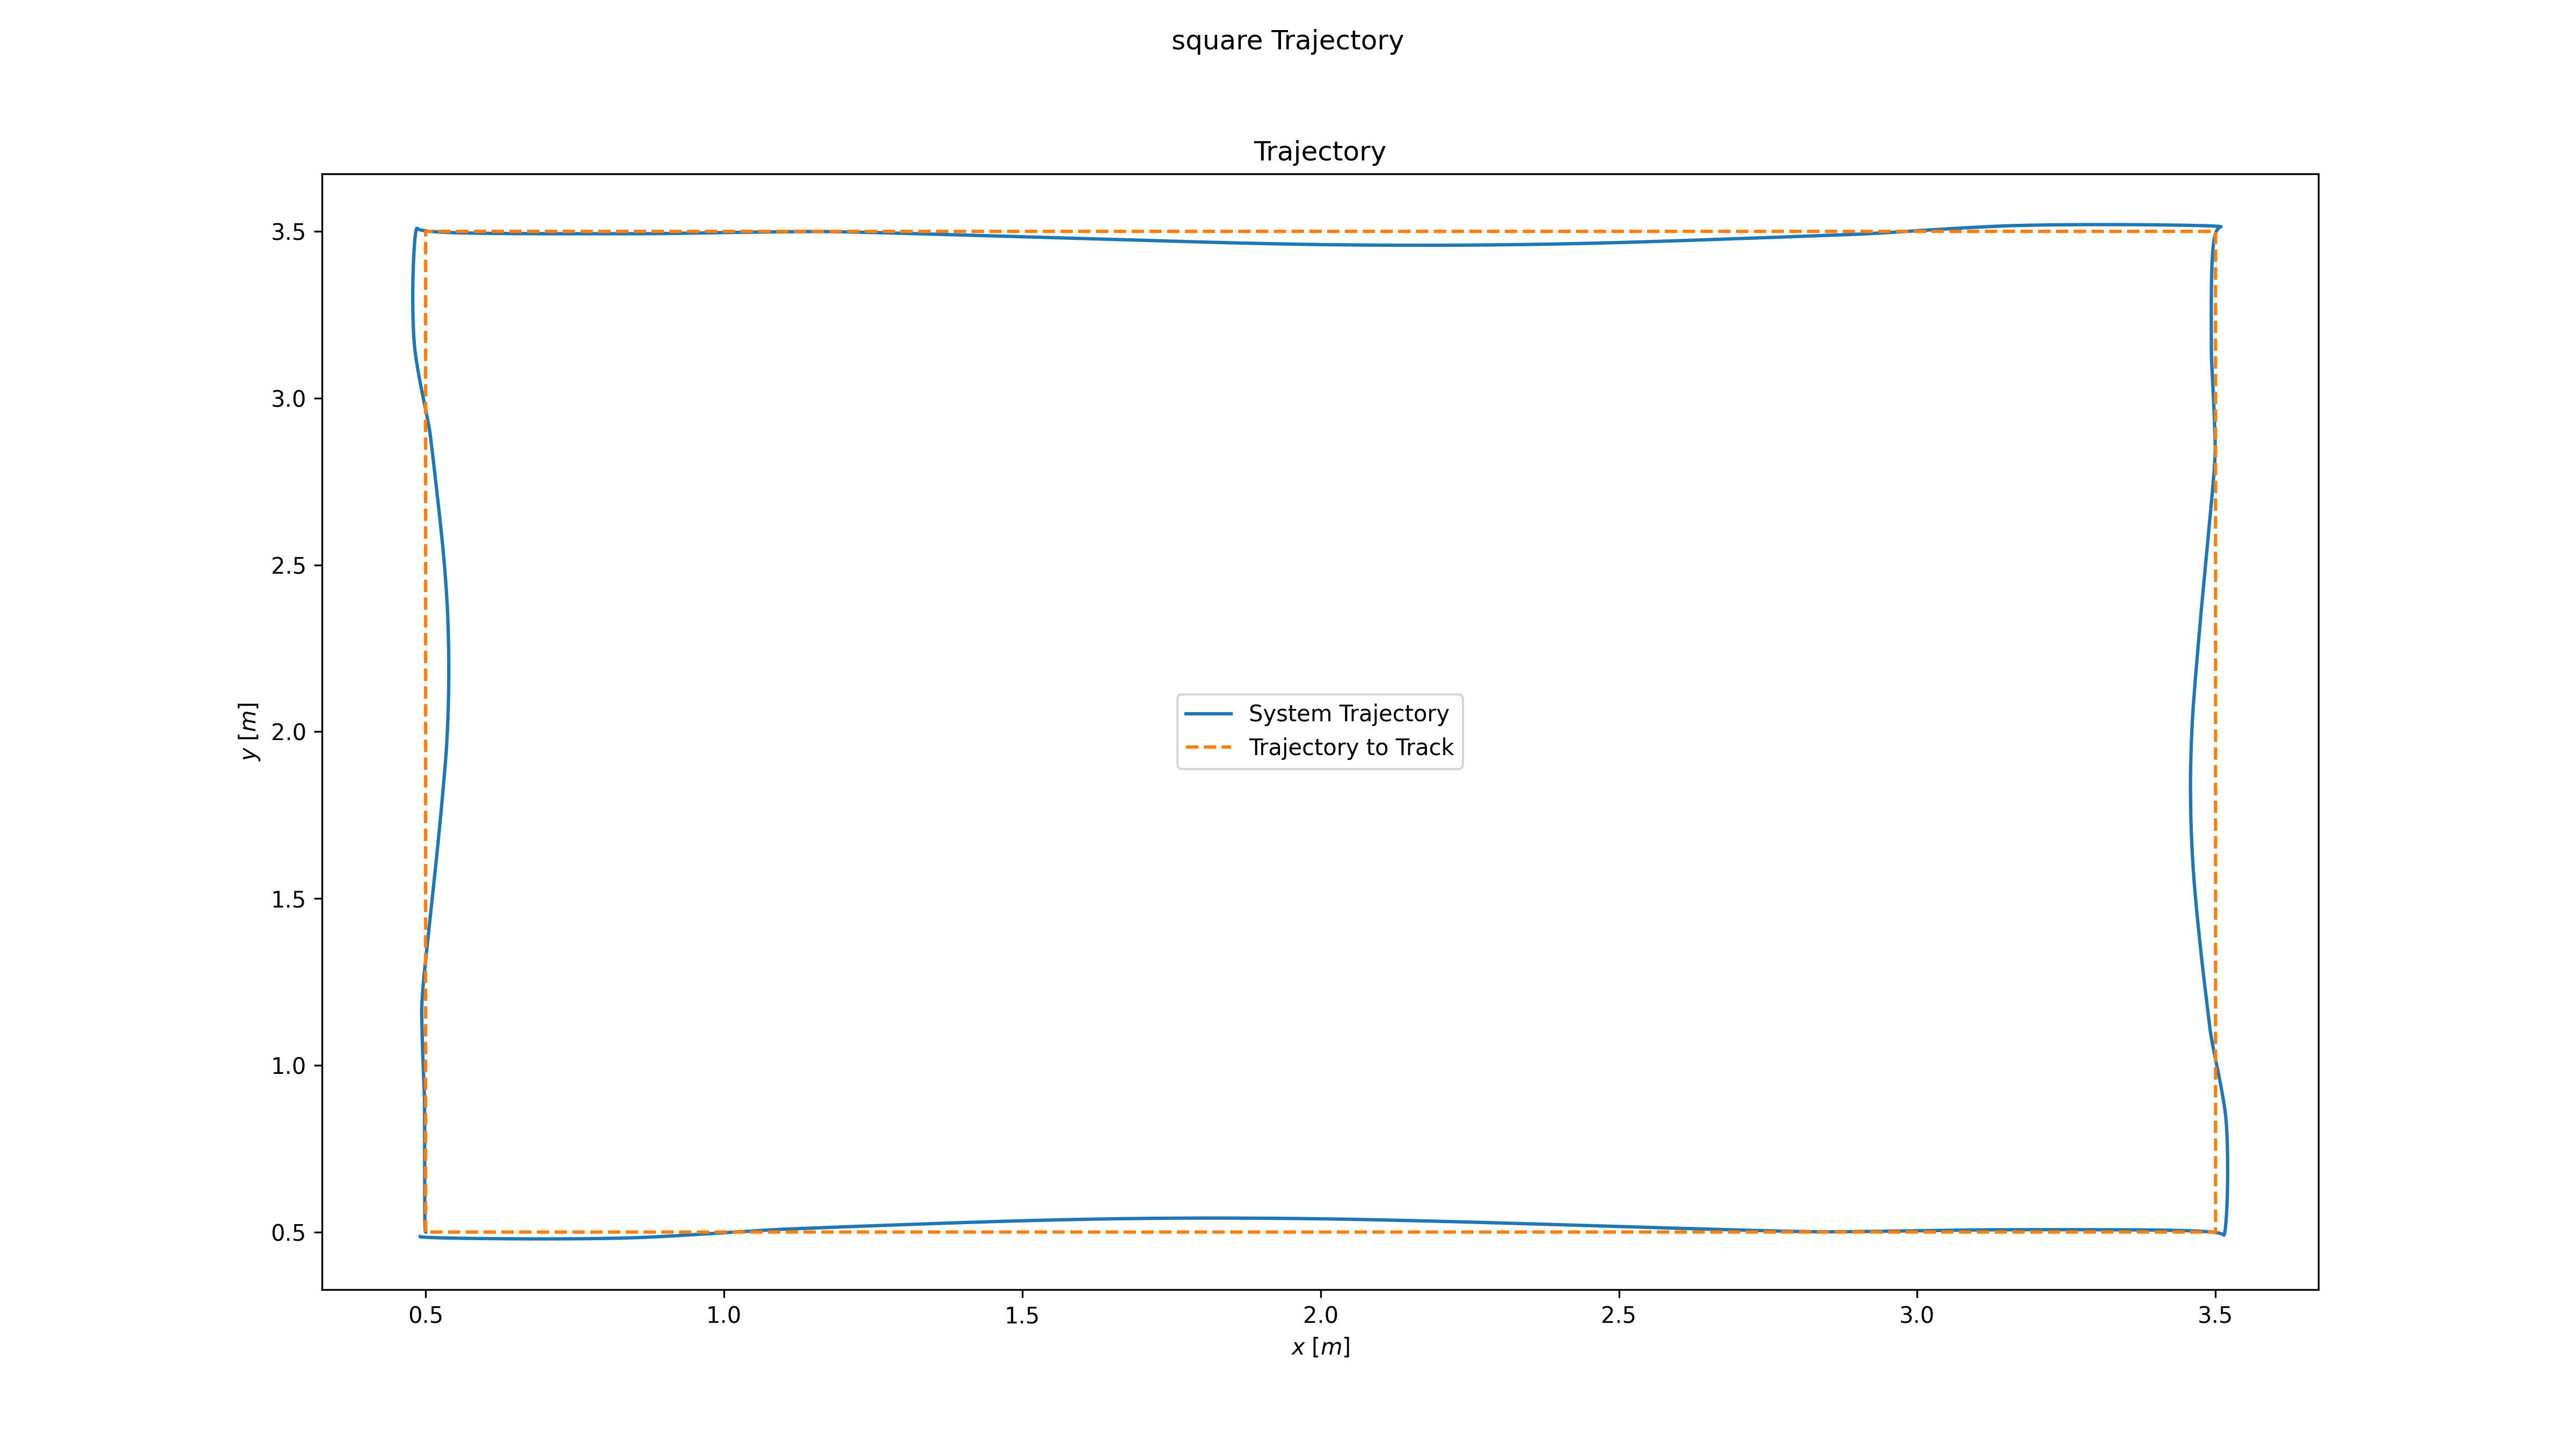 square Trajectory
Trajectory
3.5
3.0
2.5
2.0
1.5
1.0
0.5
y [m]
System Trajectory
Trajectory to Track
0.5 1.0 1.5 2.0 2.5 3.0 3.5
x [m]